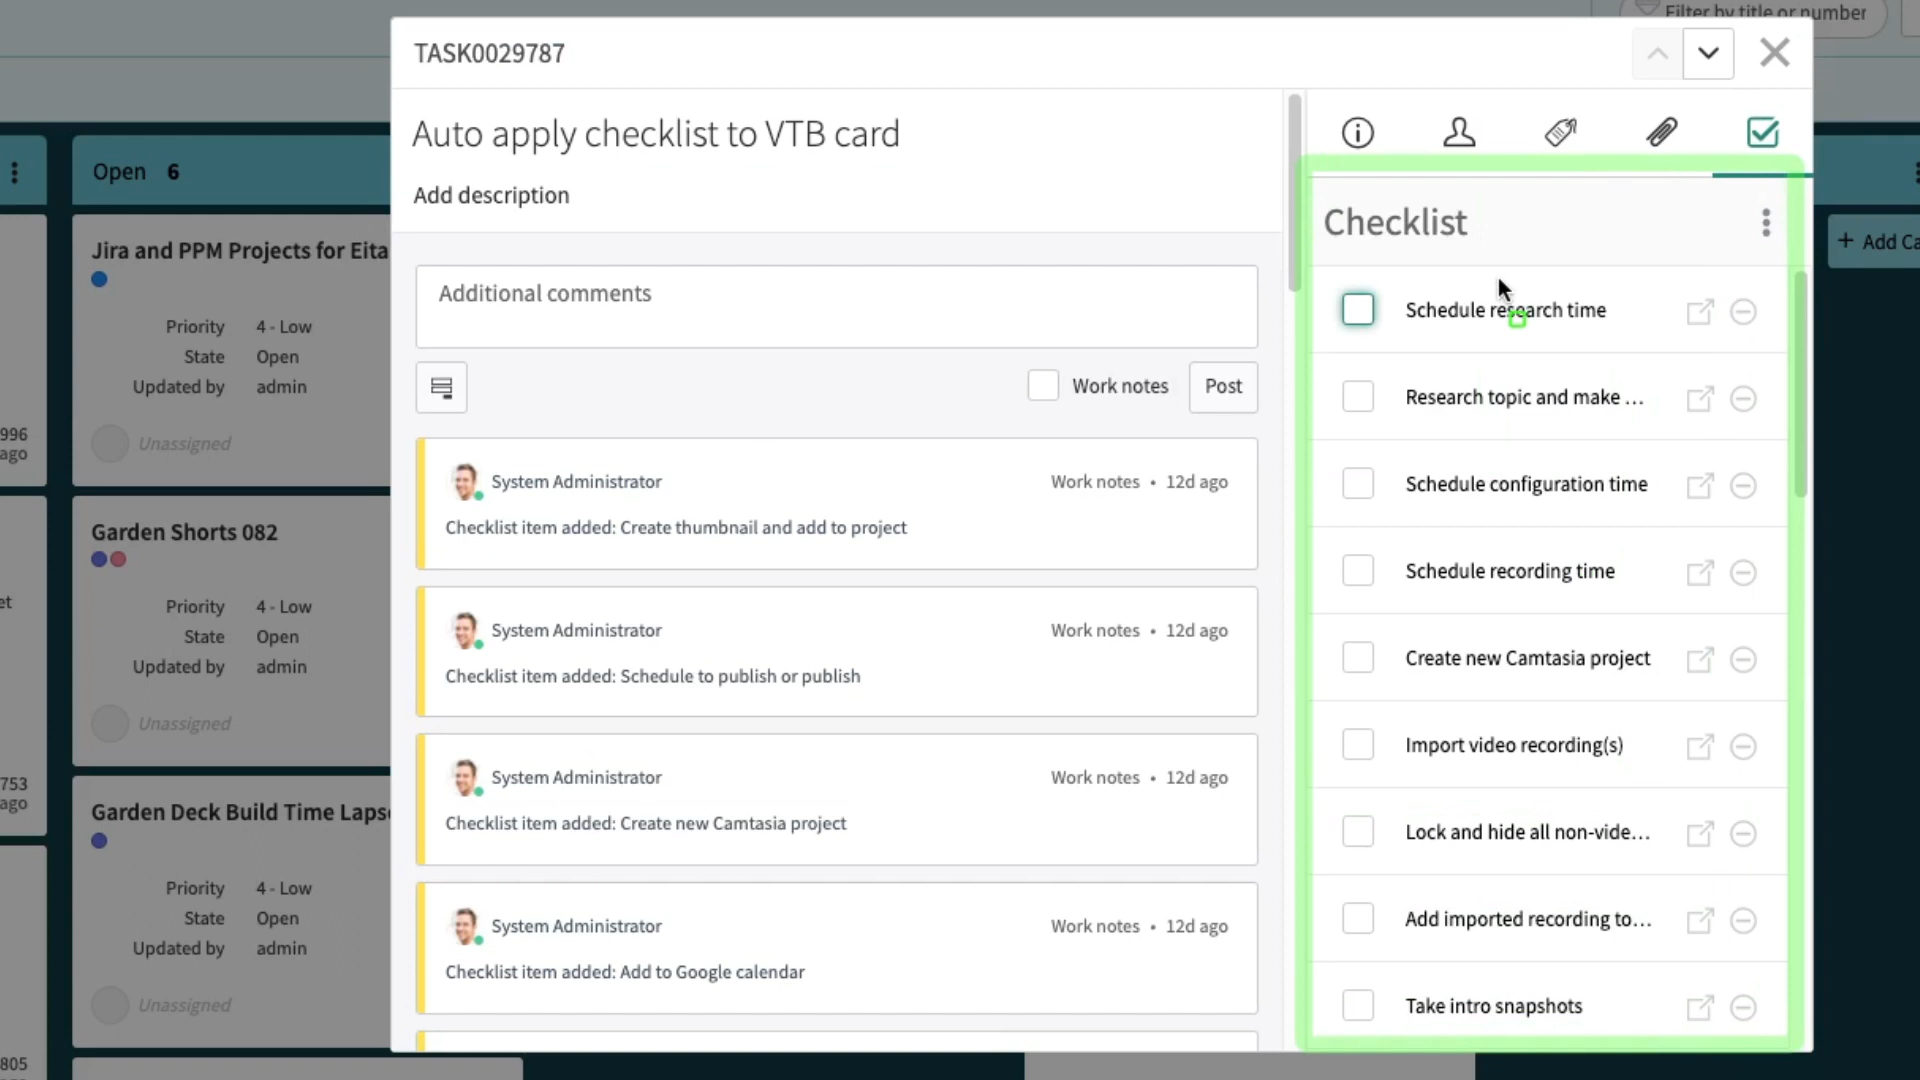 Filter by title or number
TASK0029787
Auto apply checklist to VTB card
Add description
Additional comments
Work notes
Post
System Administrator
Work notes • 12d ago
Checklist item added: Create thumbnail and add to project
System Administrator
Work notes • 12d ago
Checklist item added: Schedule to publish or publish
System Administrator
Work notes • 12d ago
Checklist item added: Create new Camtasia project
System Administrator
Work notes • 12d ago
Checklist item added: Add to Google calendar
Checklist
Schedule research time
Research topic and make ...
Schedule configuration time
Schedule recording time
Create new Camtasia project
Import video recording(s)
Lock and hide all non-vide...
Add imported recording to...
Take intro snapshots
Open 6
Jira and PPM Projects for Eita
Priority 4 - Low
State Open
Updated by admin
Unassigned
Garden Shorts 082
Priority 4 - Low
State Open
Updated by admin
Unassigned
Garden Deck Build Time Laps
Priority 4 - Low
State Open
Updated by admin
Unassigned
996
ago
et
753
ago
805
+ Add Ca